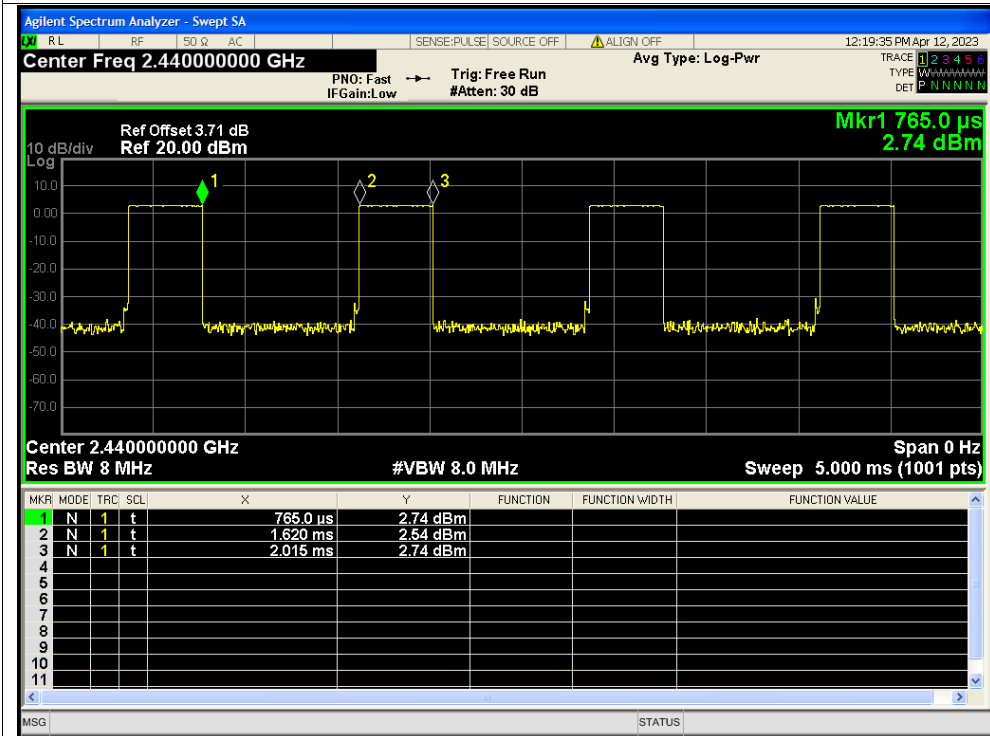 Agilent Spectrum Analyzer - Swept SA
LXI RL RF 50 Ω AC SENSE:PULSE SOURCE OFF ALIGN OFF 12:19:35 PM Apr 12, 2023
Center Freq 2.440000000 GHz
PNO: Fast
IFGain:Low
Trig: Free Run
#Atten: 30 dB
Avg Type: Log-Pwr
TRACE 1 2 3 4 5 6
TYPE WWWWWW
DET P N N N N N
Mkr1 765.0 µs
2.74 dBm
Ref Offset 3.71 dB
10 dB/div Ref 20.00 dBm
Log
10.0
0.00
-10.0
-20.0
-30.0
-40.0
-50.0
-60.0
-70.0
1
2
3
Center 2.440000000 GHz Span 0 Hz
Res BW 8 MHz #VBW 8.0 MHz Sweep 5.000 ms (1001 pts)
MKR MODE TRC SCL X Y FUNCTION FUNCTION WIDTH FUNCTION VALUE
1 N 1 t 765.0 µs 2.74 dBm
2 N 1 t 1.620 ms 2.54 dBm
3 N 1 t 2.015 ms 2.74 dBm
4
5
6
7
8
9
10
11
MSG STATUS